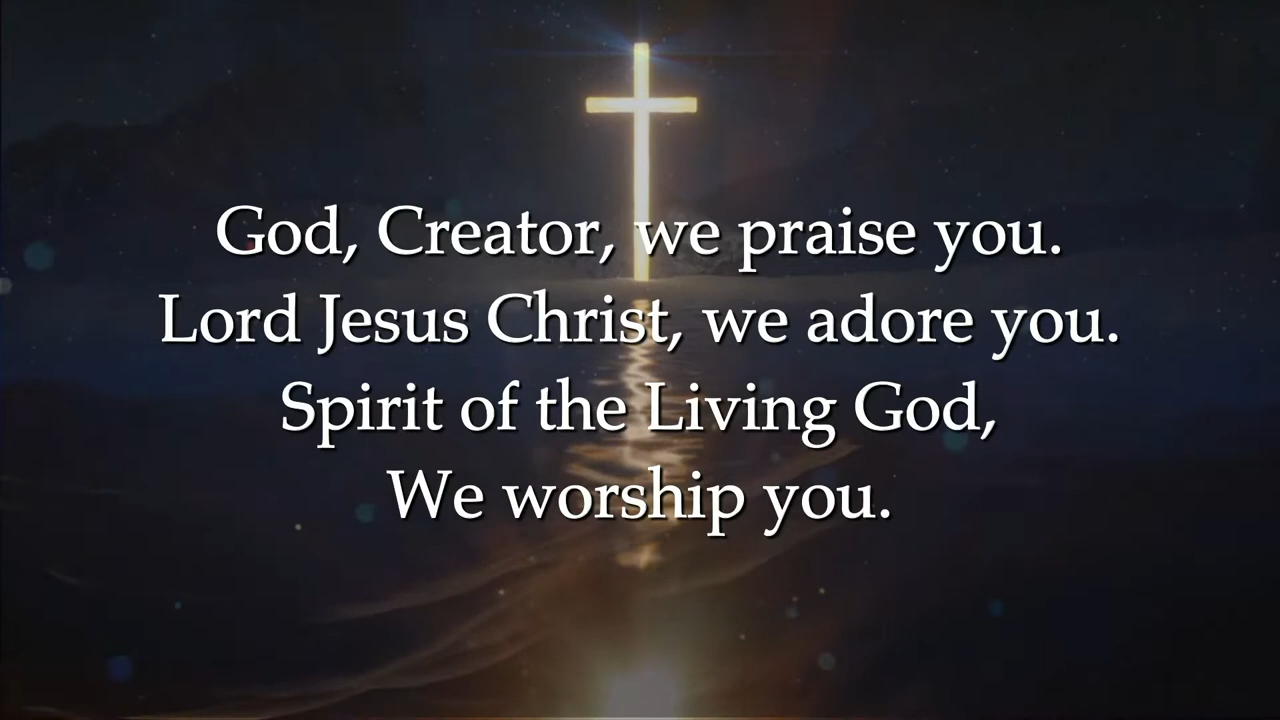 God, Creator, we praise you.
Lord Jesus Christ, we adore you.
Spirit of the Living God,
We worship you.